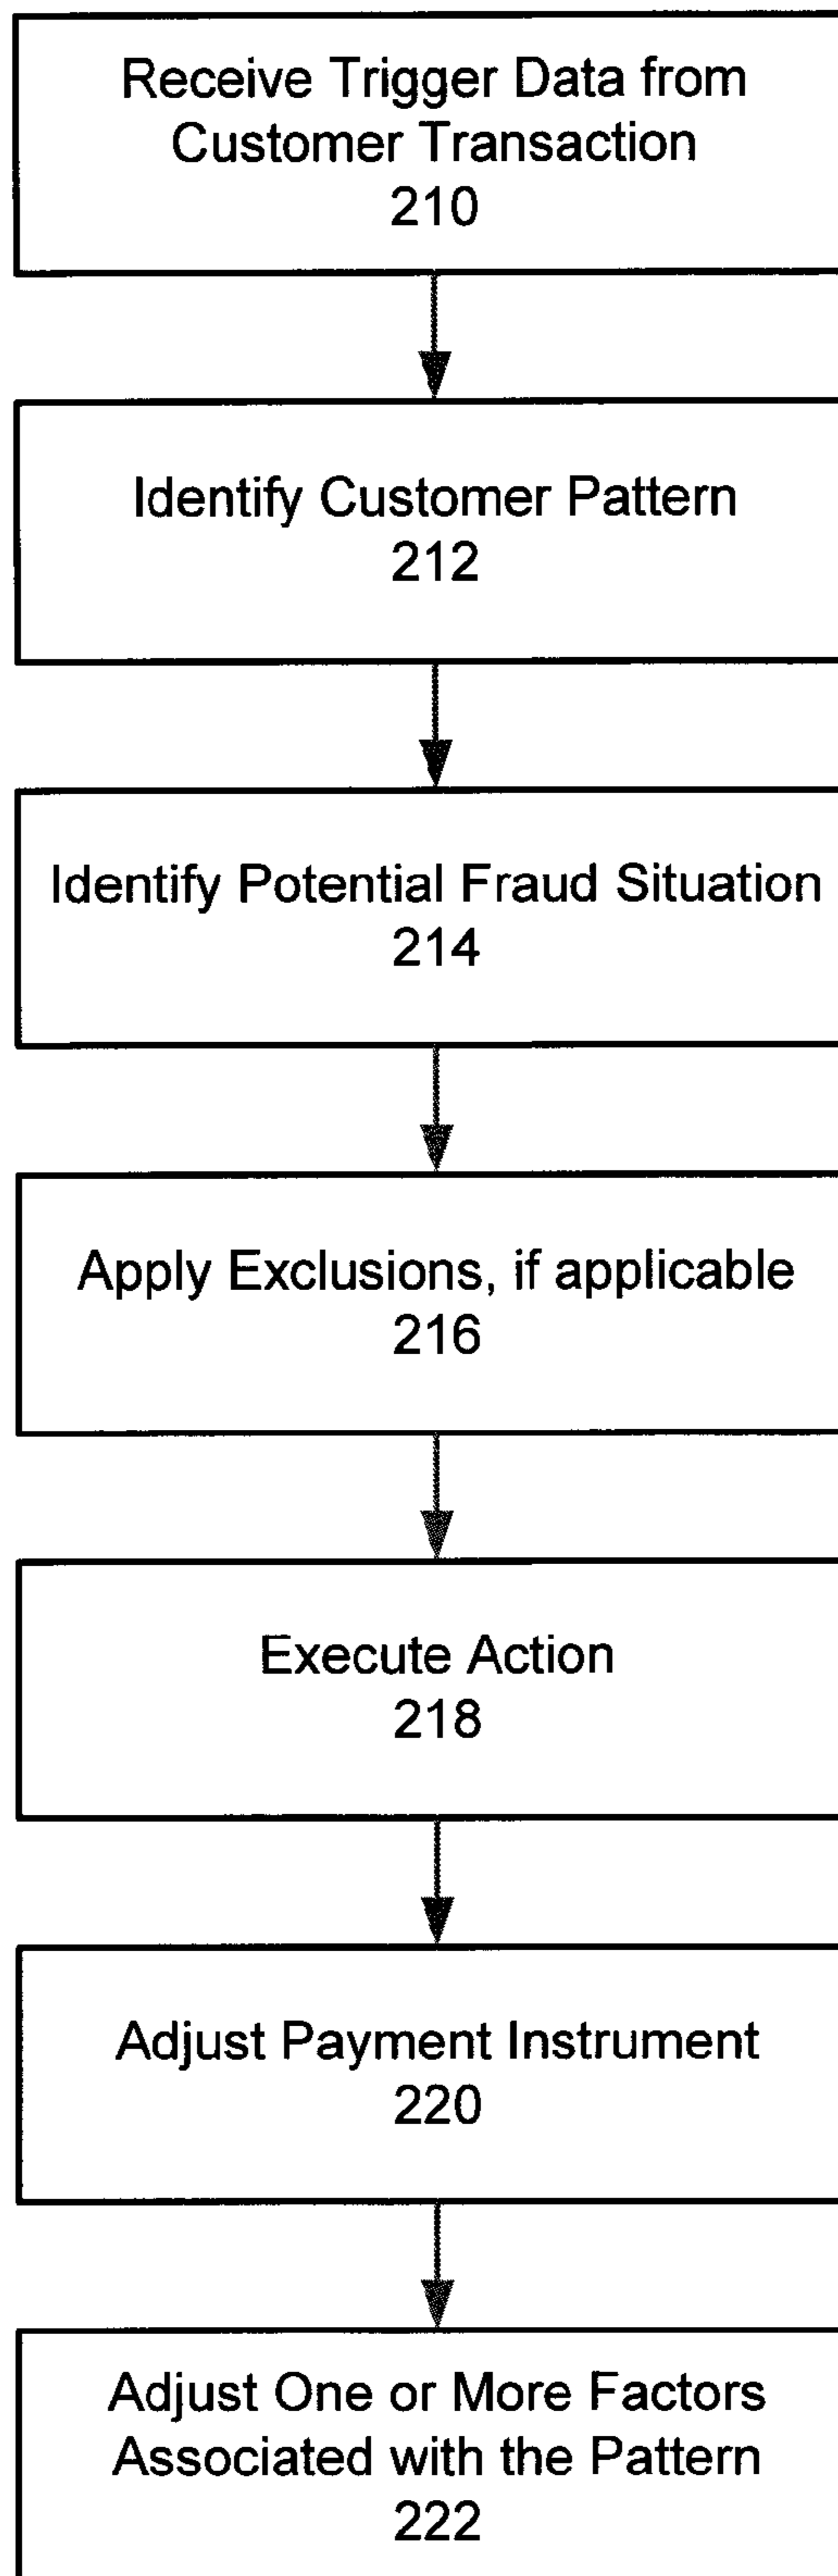 Receive Trigger Data from
Customer Transaction
210
Identify Customer Pattern
212
Identify Potential Fraud Situation
214
Apply Exclusions, if applicable
216
Execute Action
218
Adjust Payment Instrument
220
Adjust One or More Factors
Associated with the Pattern
222